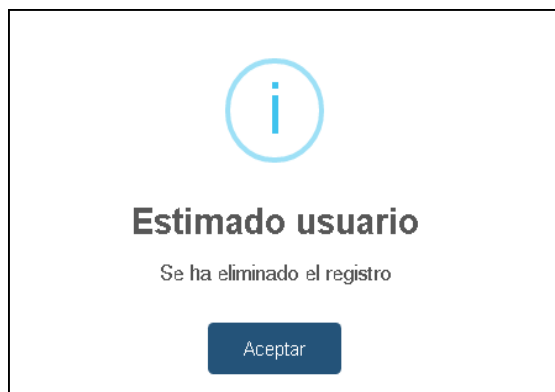 i
Estimado usuario
Se ha eliminado el registro
Aceptar